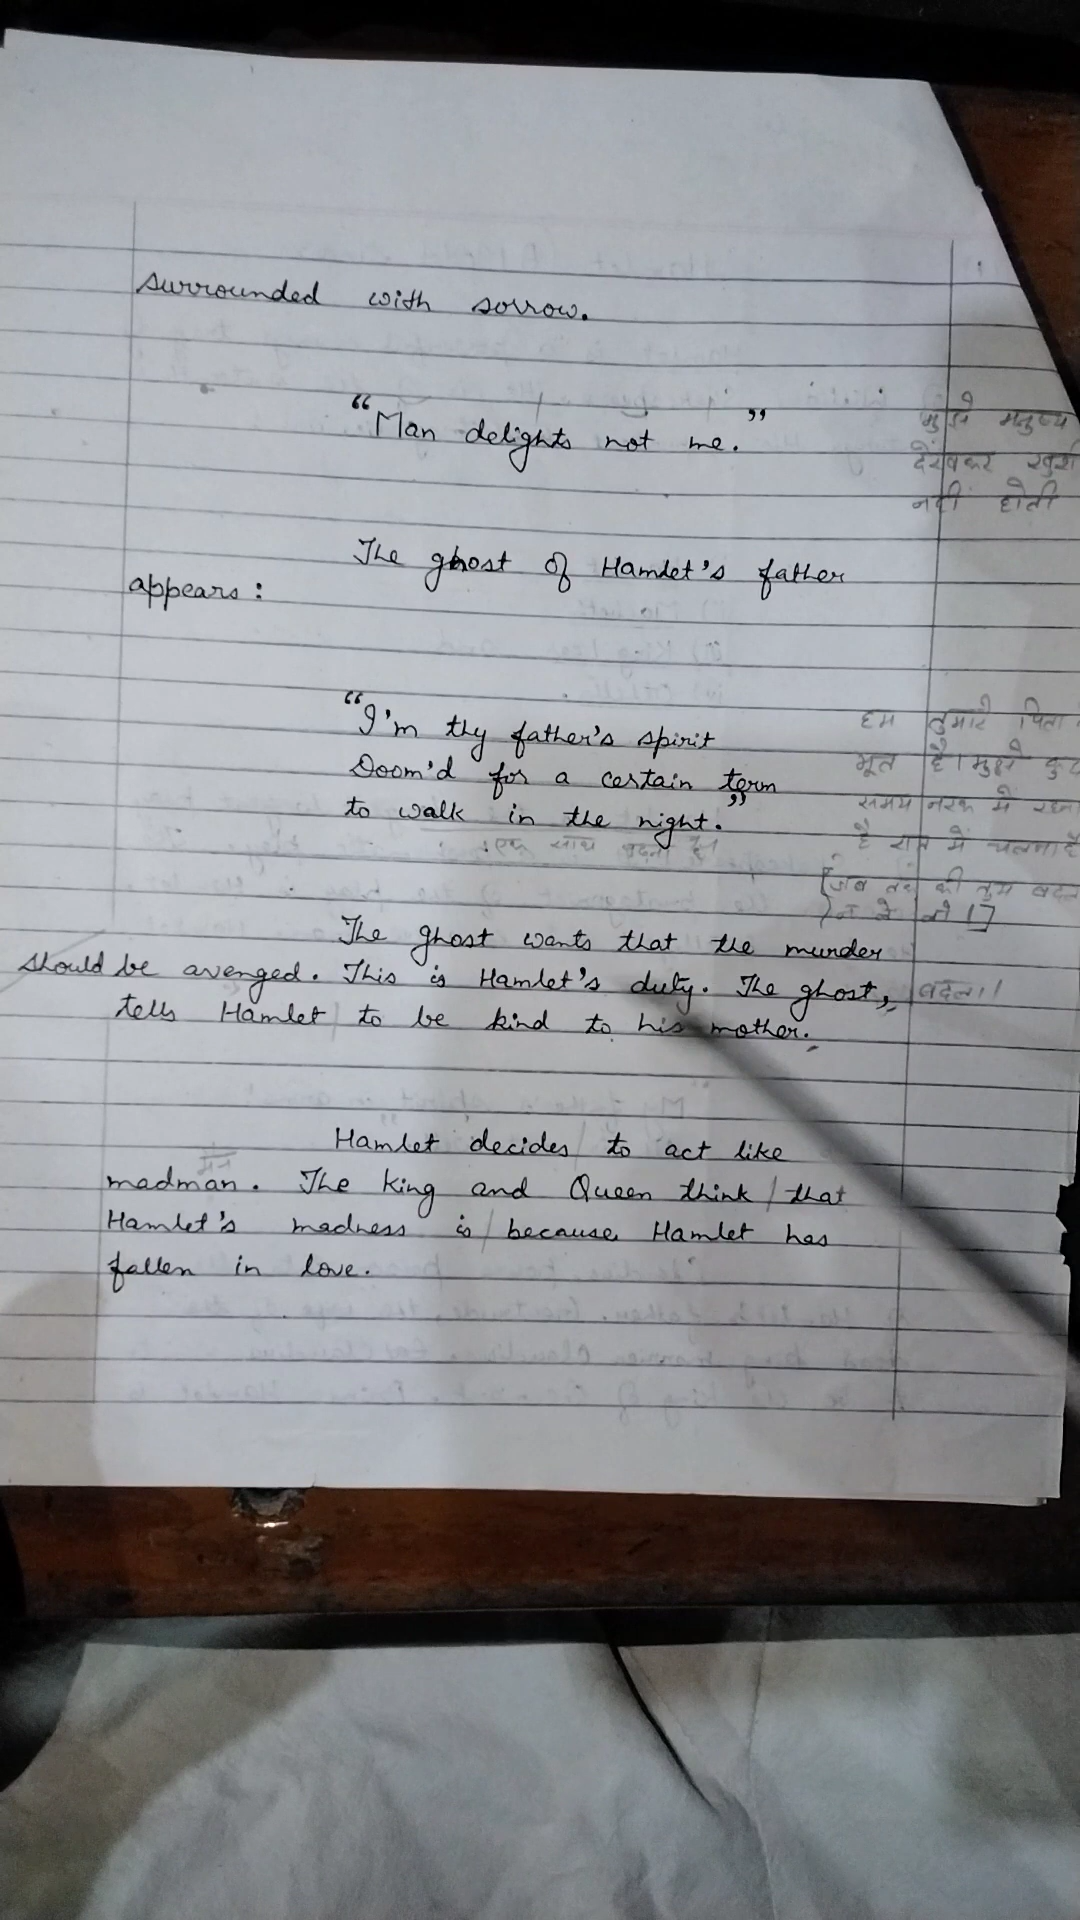 surrounded with sorrow.
“Man delights not me.”
मुझे मनुष्य
देखकर खुशी
नहीं होती
The ghost of Hamlet's father
appears:
“I'm thy father's spirit
Doom'd for a certain term
to walk in the night.”
हम तुमारे पिता
भूत है। मुझे
समय नरक में रहना
है रात में चलना है
The ghost wants that the murder
should be avenged. This is Hamlet's duty. The ghost,
बदला।
tells Hamlet to be kind to his mother.
Hamlet decides to act like
madman. The King and Queen think that
Hamlet's madness is because Hamlet has
fallen in love.